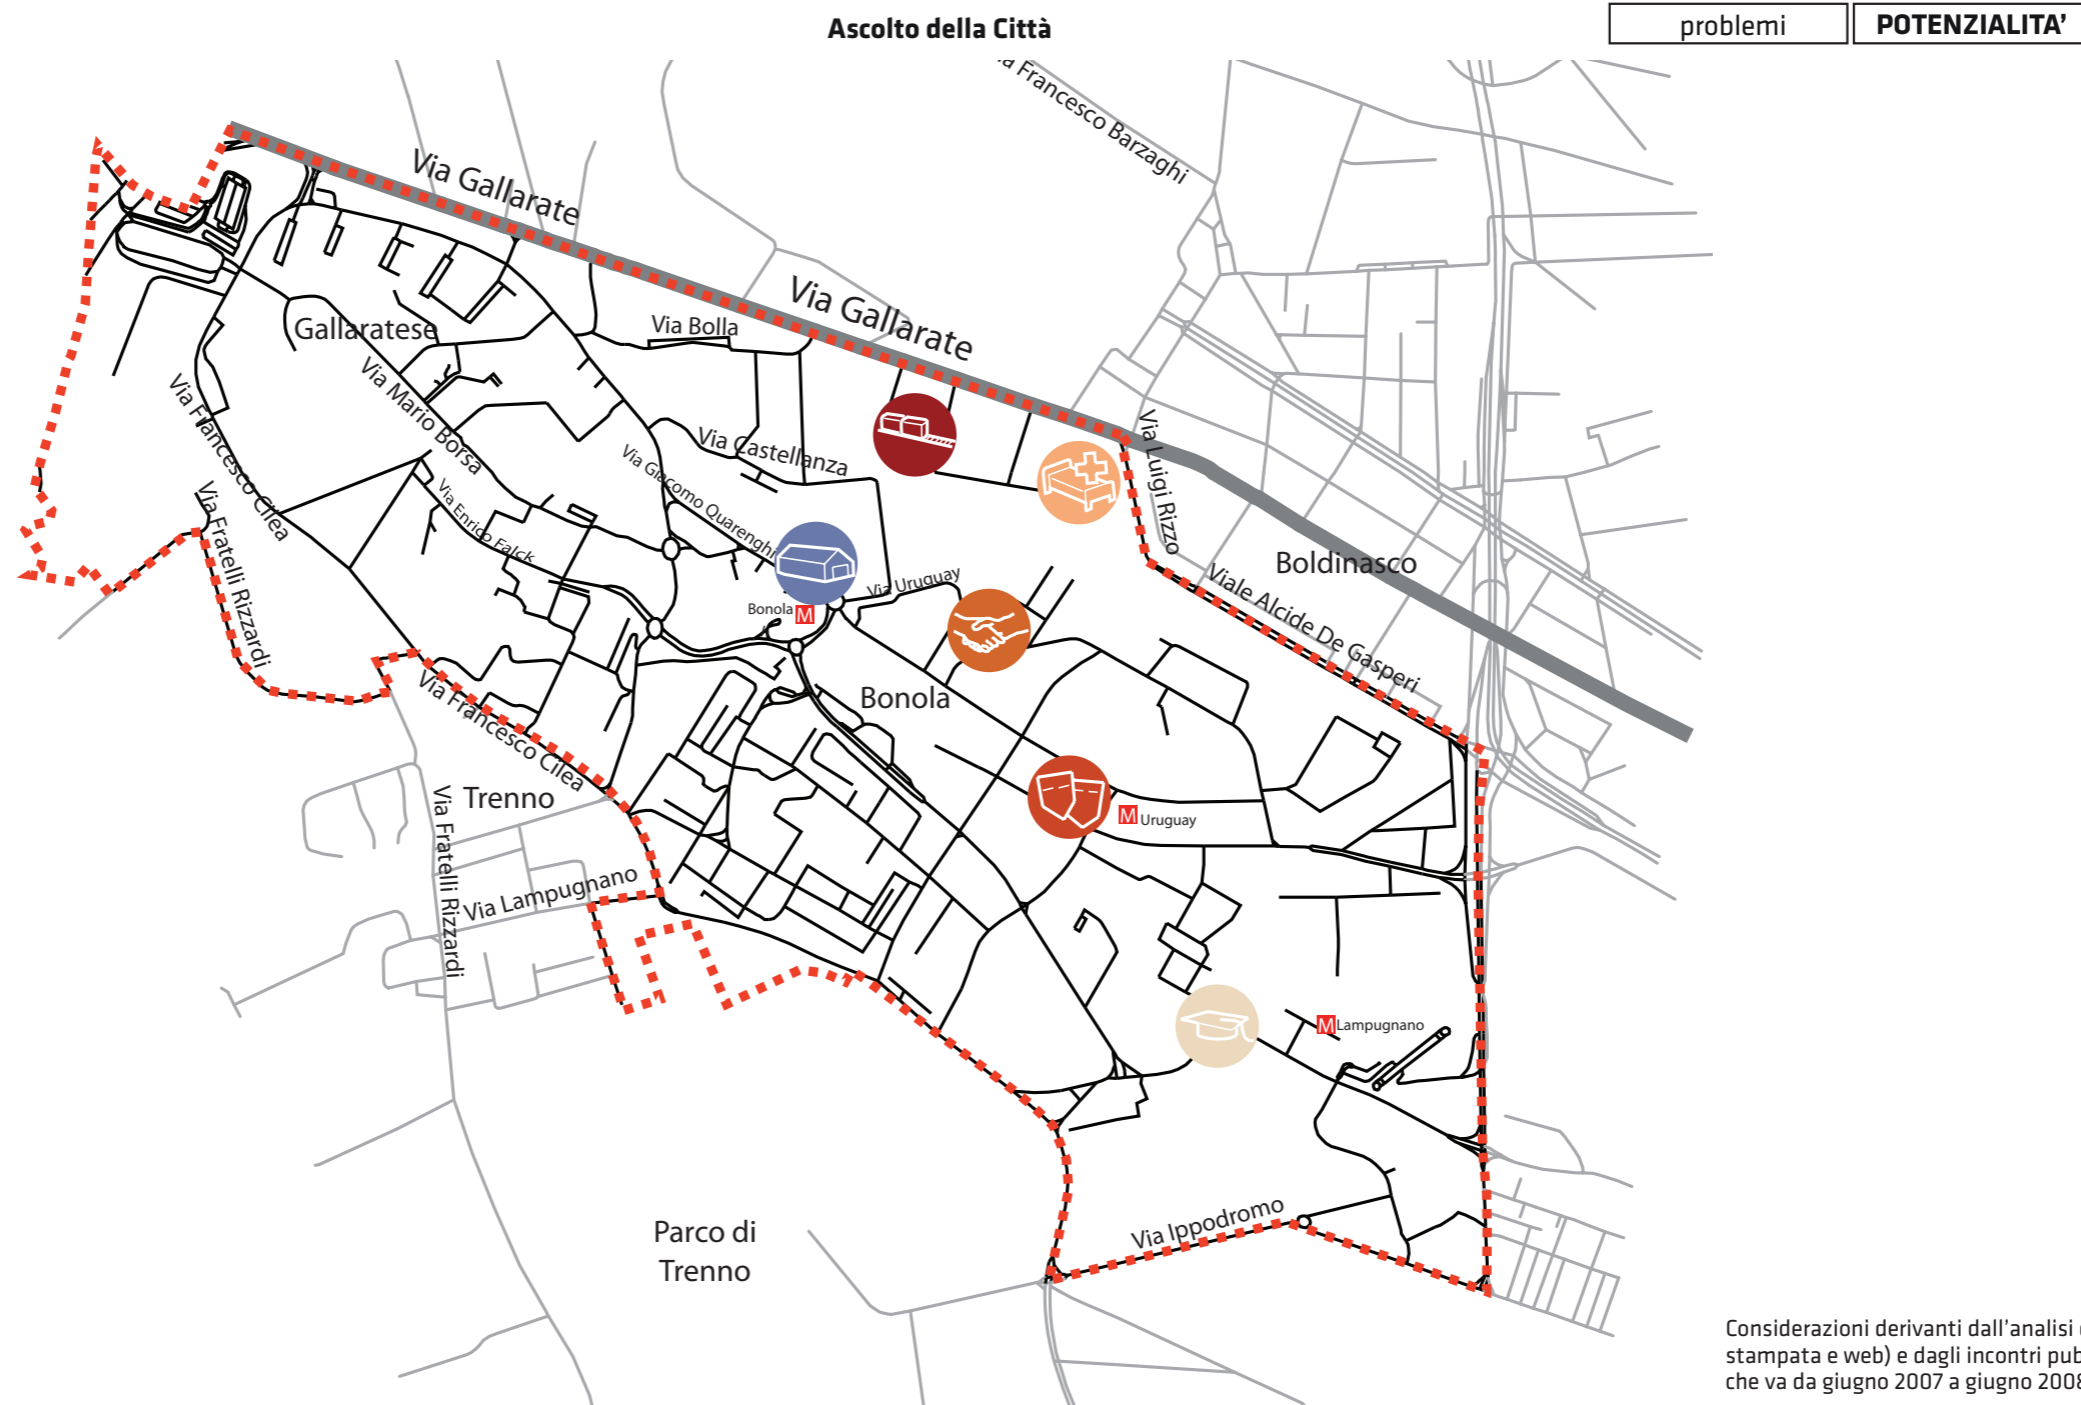 Ascolto della Città
problemi
POTENZIALITA'
Francesco Barzaghi
Via Gallarate
Via Gallarate
Via Bolla
Gallaratese
Via Mario Borsa
Via Francesco Cilea
Via Castellanza
Via Luigi Rizzo
Via Giacomo Quarenghi
Via Enrico Falck
Via Fratelli Rizzardi
Boldinasco
Via Uruguay
Viale Alcide De Gasperi
Bonola
M
Bonola
Via Francesco Cilea
Trenno
Via Fratelli Rizzardi
M Uruguay
Via Lampugnano
M Lampugnano
Via Ippodromo
Parco di
Trenno
Considerazioni derivanti dall'analisi
stampata e web) e dagli incontri pub
che va da giugno 2007 a giugno 2008